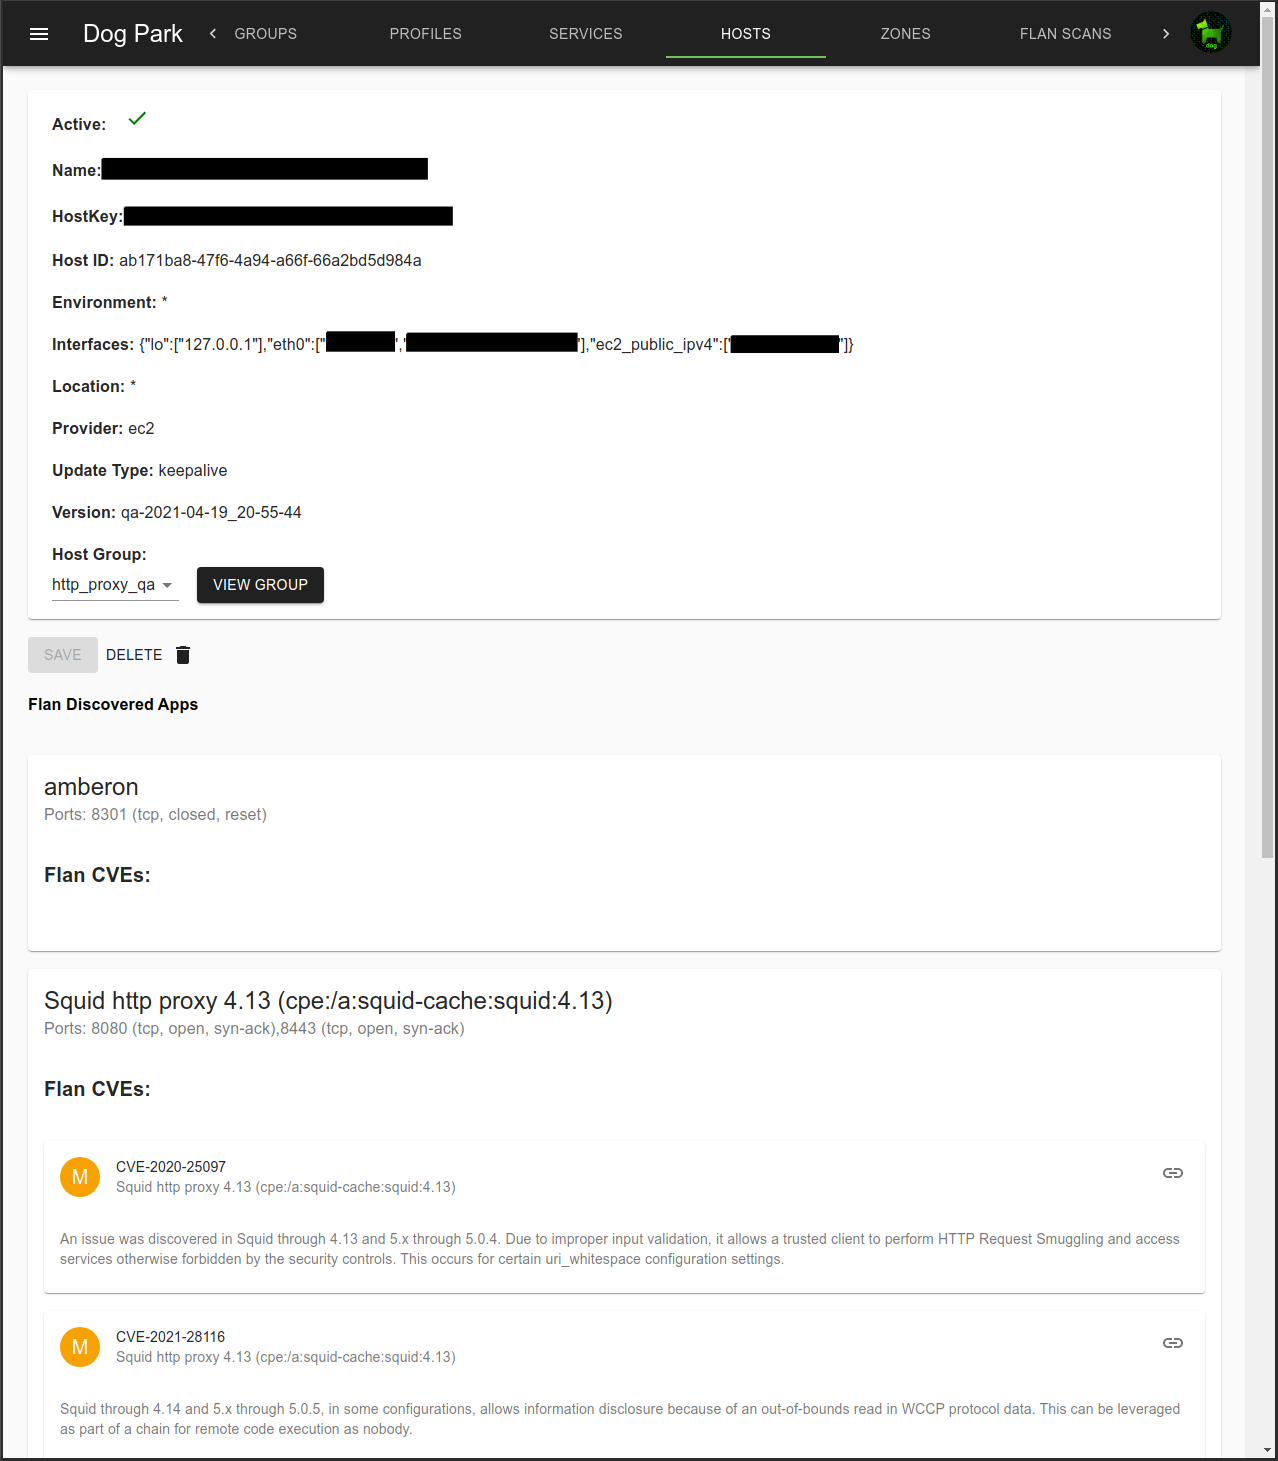 Dog Park
GROUPS PROFILES SERVICES HOSTS ZONES FLAN SCANS
dog
Active:
Name:
HostKey:
Host ID: ab171ba8-47f6-4a94-a66f-66a2bd5d984a
Environment: *
Interfaces: {"lo":["127.0.0.1"],"eth0":["",""],"ec2_public_ipv4":[""]}
Location: *
Provider: ec2
Update Type: keepalive
Version: qa-2021-04-19_20-55-44
Host Group:
http_proxy_qa VIEW GROUP
SAVE DELETE
Flan Discovered Apps
amberon
Ports: 8301 (tcp, closed, reset)
Flan CVEs:
Squid http proxy 4.13 (cpe:/a:squid-cache:squid:4.13)
Ports: 8080 (tcp, open, syn-ack),8443 (tcp, open, syn-ack)
Flan CVEs:
M
CVE-2020-25097
Squid http proxy 4.13 (cpe:/a:squid-cache:squid:4.13)
An issue was discovered in Squid through 4.13 and 5.x through 5.0.4. Due to improper input validation, it allows a trusted client to perform HTTP Request Smuggling and access
services otherwise forbidden by the security controls. This occurs for certain uri_whitespace configuration settings.
M
CVE-2021-28116
Squid http proxy 4.13 (cpe:/a:squid-cache:squid:4.13)
Squid through 4.14 and 5.x through 5.0.5, in some configurations, allows information disclosure because of an out-of-bounds read in WCCP protocol data. This can be leveraged
as part of a chain for remote code execution as nobody.